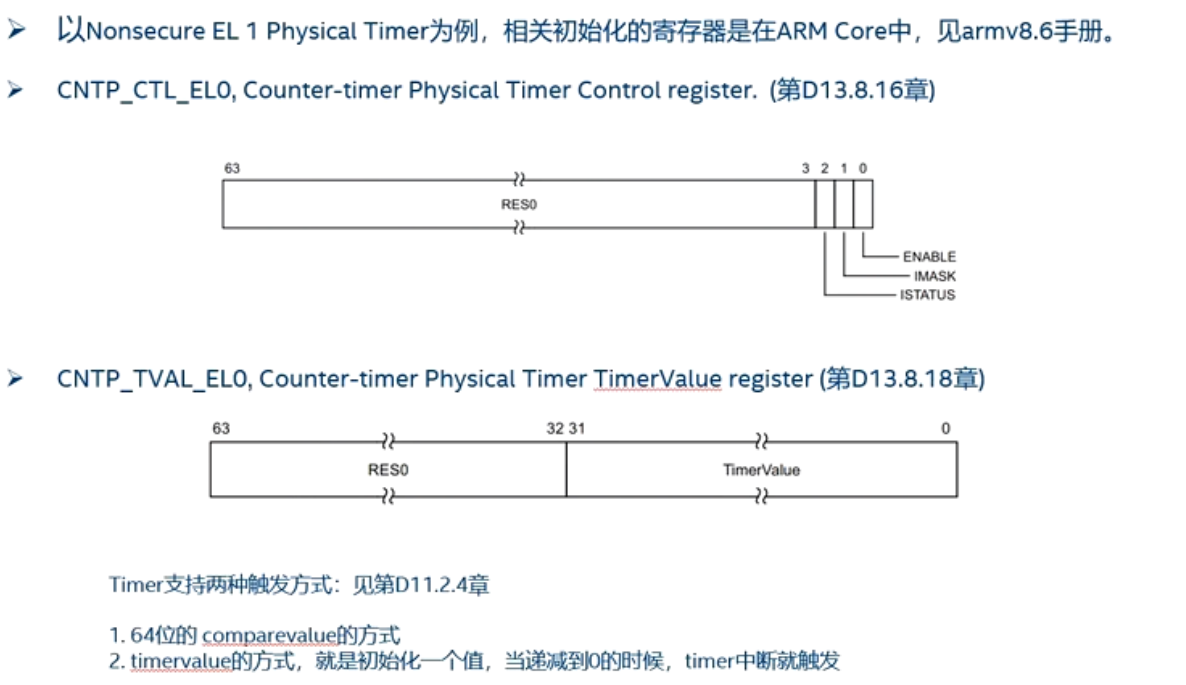 ➢ 以Nonsecure EL 1 Physical Timer为例，相关初始化的寄存器是在ARM Core中，见armv8.6手册。
➢ CNTP_CTL_EL0, Counter-timer Physical Timer Control register. (第D13.8.16章)
63 3 2 1 0
RES0
ENABLE
IMASK
ISTATUS
➢ CNTP_TVAL_EL0, Counter-timer Physical Timer TimerValue register (第D13.8.18章)
63 32 31 0
RES0 TimerValue
Timer支持两种触发方式：见第D11.2.4章
1. 64位的 comparevalue的方式
2. timervalue的方式，就是初始化一个值，当递减到0的时候，timer中断就触发